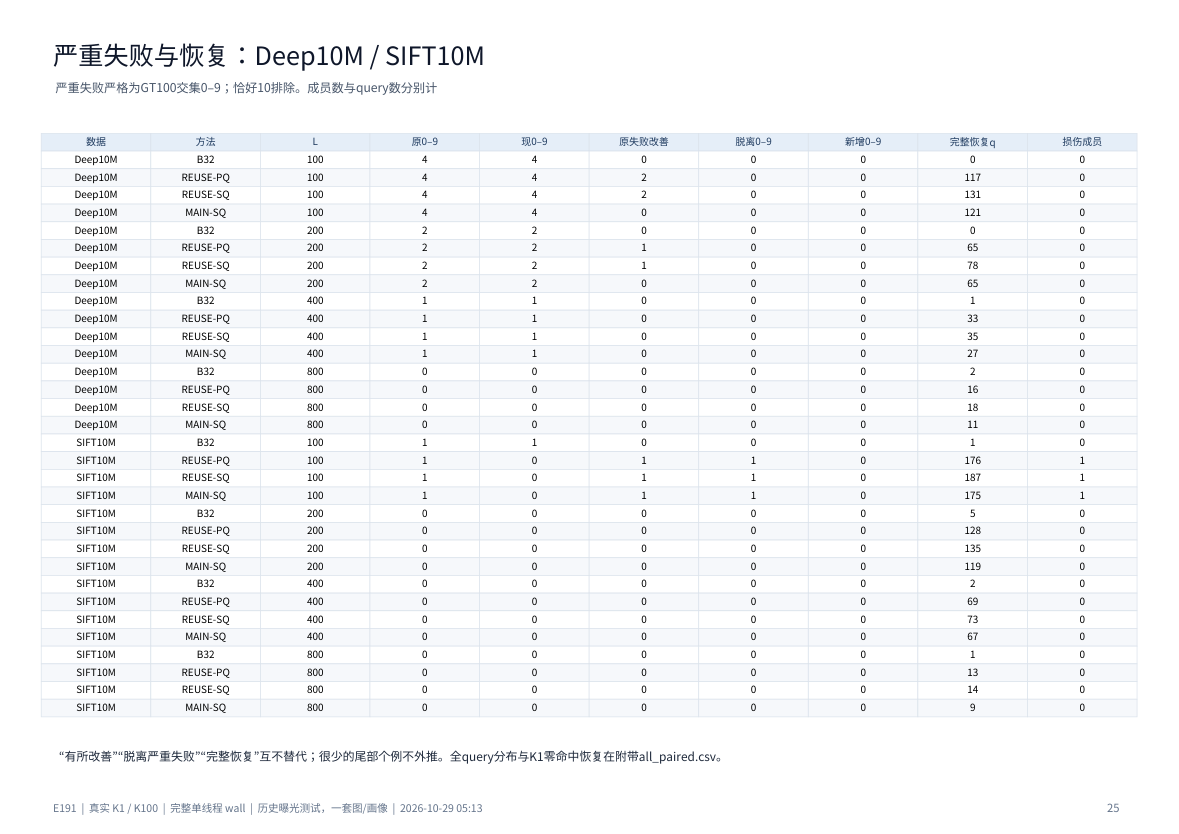 严重失败与恢复：Deep10M / SIFT10M
严重失败严格为GT100交集0–9；恰好10排除。成员数与query数分别计
数据 方法 L 原0–9 现0–9 原失败改善 脱离0–9 新增0–9 完整恢复q 损伤成员
Deep10M B32 100 4 4 0 0 0 0 0
Deep10M REUSE-PQ 100 4 4 2 0 0 117 0
Deep10M REUSE-SQ 100 4 4 2 0 0 131 0
Deep10M MAIN-SQ 100 4 4 0 0 0 121 0
Deep10M B32 200 2 2 0 0 0 0 0
Deep10M REUSE-PQ 200 2 2 1 0 0 65 0
Deep10M REUSE-SQ 200 2 2 1 0 0 78 0
Deep10M MAIN-SQ 200 2 2 0 0 0 65 0
Deep10M B32 400 1 1 0 0 0 1 0
Deep10M REUSE-PQ 400 1 1 0 0 0 33 0
Deep10M REUSE-SQ 400 1 1 0 0 0 35 0
Deep10M MAIN-SQ 400 1 1 0 0 0 27 0
Deep10M B32 800 0 0 0 0 0 2 0
Deep10M REUSE-PQ 800 0 0 0 0 0 16 0
Deep10M REUSE-SQ 800 0 0 0 0 0 18 0
Deep10M MAIN-SQ 800 0 0 0 0 0 11 0
SIFT10M B32 100 1 1 0 0 0 1 0
SIFT10M REUSE-PQ 100 1 0 1 1 0 176 1
SIFT10M REUSE-SQ 100 1 0 1 1 0 187 1
SIFT10M MAIN-SQ 100 1 0 1 1 0 175 1
SIFT10M B32 200 0 0 0 0 0 5 0
SIFT10M REUSE-PQ 200 0 0 0 0 0 128 0
SIFT10M REUSE-SQ 200 0 0 0 0 0 135 0
SIFT10M MAIN-SQ 200 0 0 0 0 0 119 0
SIFT10M B32 400 0 0 0 0 0 2 0
SIFT10M REUSE-PQ 400 0 0 0 0 0 69 0
SIFT10M REUSE-SQ 400 0 0 0 0 0 73 0
SIFT10M MAIN-SQ 400 0 0 0 0 0 67 0
SIFT10M B32 800 0 0 0 0 0 1 0
SIFT10M REUSE-PQ 800 0 0 0 0 0 13 0
SIFT10M REUSE-SQ 800 0 0 0 0 0 14 0
SIFT10M MAIN-SQ 800 0 0 0 0 0 9 0
“有所改善”“脱离严重失败”“完整恢复”互不替代；很少的尾部个例不外推。全query分布与K1零命中恢复在附带all_paired.csv。
E191 | 真实 K1 / K100 | 完整单线程 wall | 历史曝光测试，一套图/画像 | 2026-10-29 05:13
25